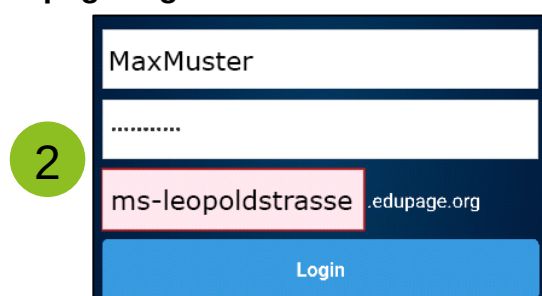 MaxMuster
...........
2
ms-leopoldstrasse .edupage.org
Login